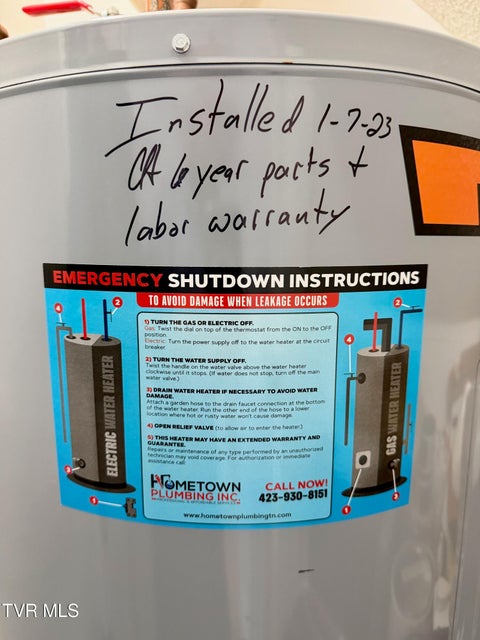 Installed 1-7-23
6 year parts +
labor warranty
EMERGENCY SHUTDOWN INSTRUCTIONS
TO AVOID DAMAGE WHEN LEAKAGE OCCURS
1) TURN THE GAS OR ELECTRIC OFF.
Gas: Twist the dial on top of the thermostat from the ON to the OFF
position.
Electric: Turn the power supply off to the water heater at the circuit
breaker.
2) TURN THE WATER SUPPLY OFF.
Twist the handle on the water valve above the water heater
clockwise until it stops. (If water does not stop, turn off the main
water valve.)
3) DRAIN WATER HEATER IF NECESSARY TO AVOID WATER
DAMAGE.
Attach a garden hose to the drain faucet connection at the bottom
of the water heater. Run the other end of the hose to a lower
location where hot or rusty water won't cause damage.
4) OPEN RELIEF VALVE (to allow air to enter the heater.)
5) THIS HEATER MAY HAVE AN EXTENDED WARRANTY AND
GUARANTEE.
Repairs or maintenance of any type performed by an unauthorized
technician may void coverage. For authorization or immediate
assistance call:
HOMETOWN
PLUMBING INC.
CALL NOW!
423-930-8151
www.hometownplumbingtn.com
ELECTRIC WATER HEATER
4
2
3
1
GAS WATER HEATER
2
4
1
3
TVR MLS